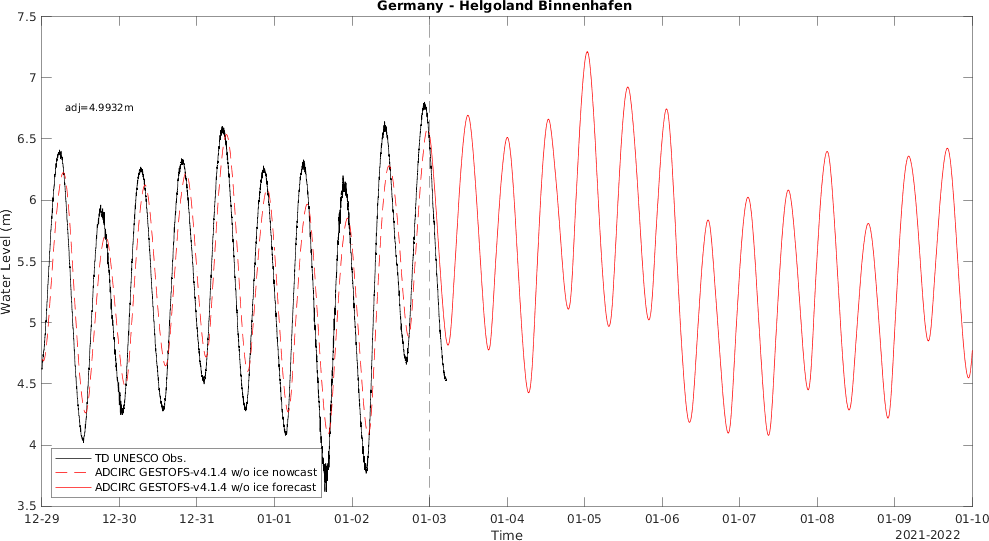 Germany - Helgoland Binnenhafen
7.5
7
6.5
6
5.5
5
4.5
4
3.5
Water Level (m)
adj=4.9932m
TD UNESCO Obs.
ADCIRC GESTOFS-v4.1.4 w/o ice nowcast
ADCIRC GESTOFS-v4.1.4 w/o ice forecast
12-29 12-30 12-31 01-01 01-02 01-03 01-04 01-05 01-06 01-07 01-08 01-09 01-10
Time
2021-2022